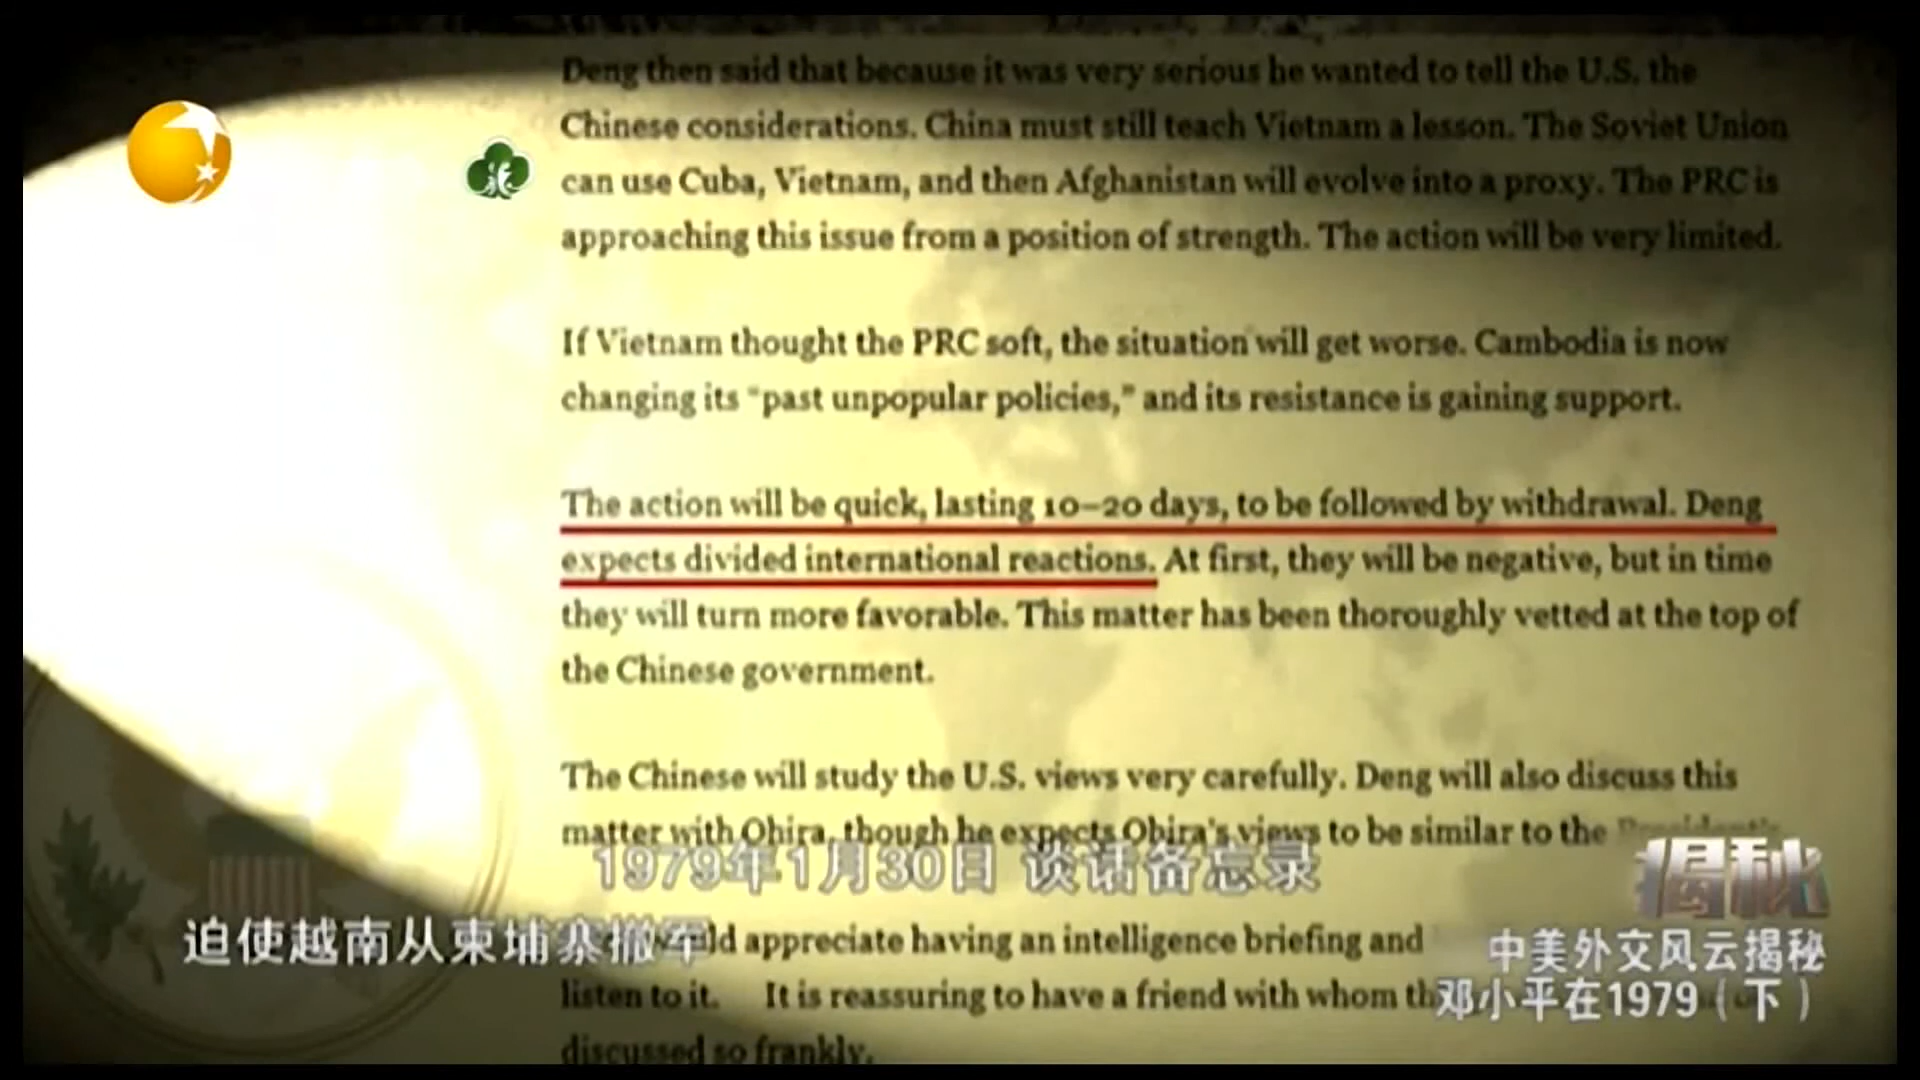 Deng then said that because it was very serious he wanted to tell the U.S. the
Chinese considerations. China must still teach Vietnam a lesson. The Soviet Union
can use Cuba, Vietnam, and then Afghanistan will evolve into a proxy. The PRC is
approaching this issue from a position of strength. The action will be very limited.
If Vietnam thought the PRC soft, the situation will get worse. Cambodia is now
changing its “past unpopular policies,” and its resistance is gaining support.
The action will be quick, lasting 10–20 days, to be followed by withdrawal. Deng
expects divided international reactions. At first, they will be negative, but in time
they will turn more favorable. This matter has been thoroughly vetted at the top of
the Chinese government.
The Chinese will study the U.S. views very carefully. Deng will also discuss this
matter with Ohira, though he expects Ohira's views to be similar to the President's
1979年1月30日 谈话备忘录
揭秘
迫使越南从柬埔寨撤军
appreciate having an intelligence briefing and
中美外交风云揭秘
listen to it. It is reassuring to have a friend with whom
邓小平在1979（下）
discussed so frankly.